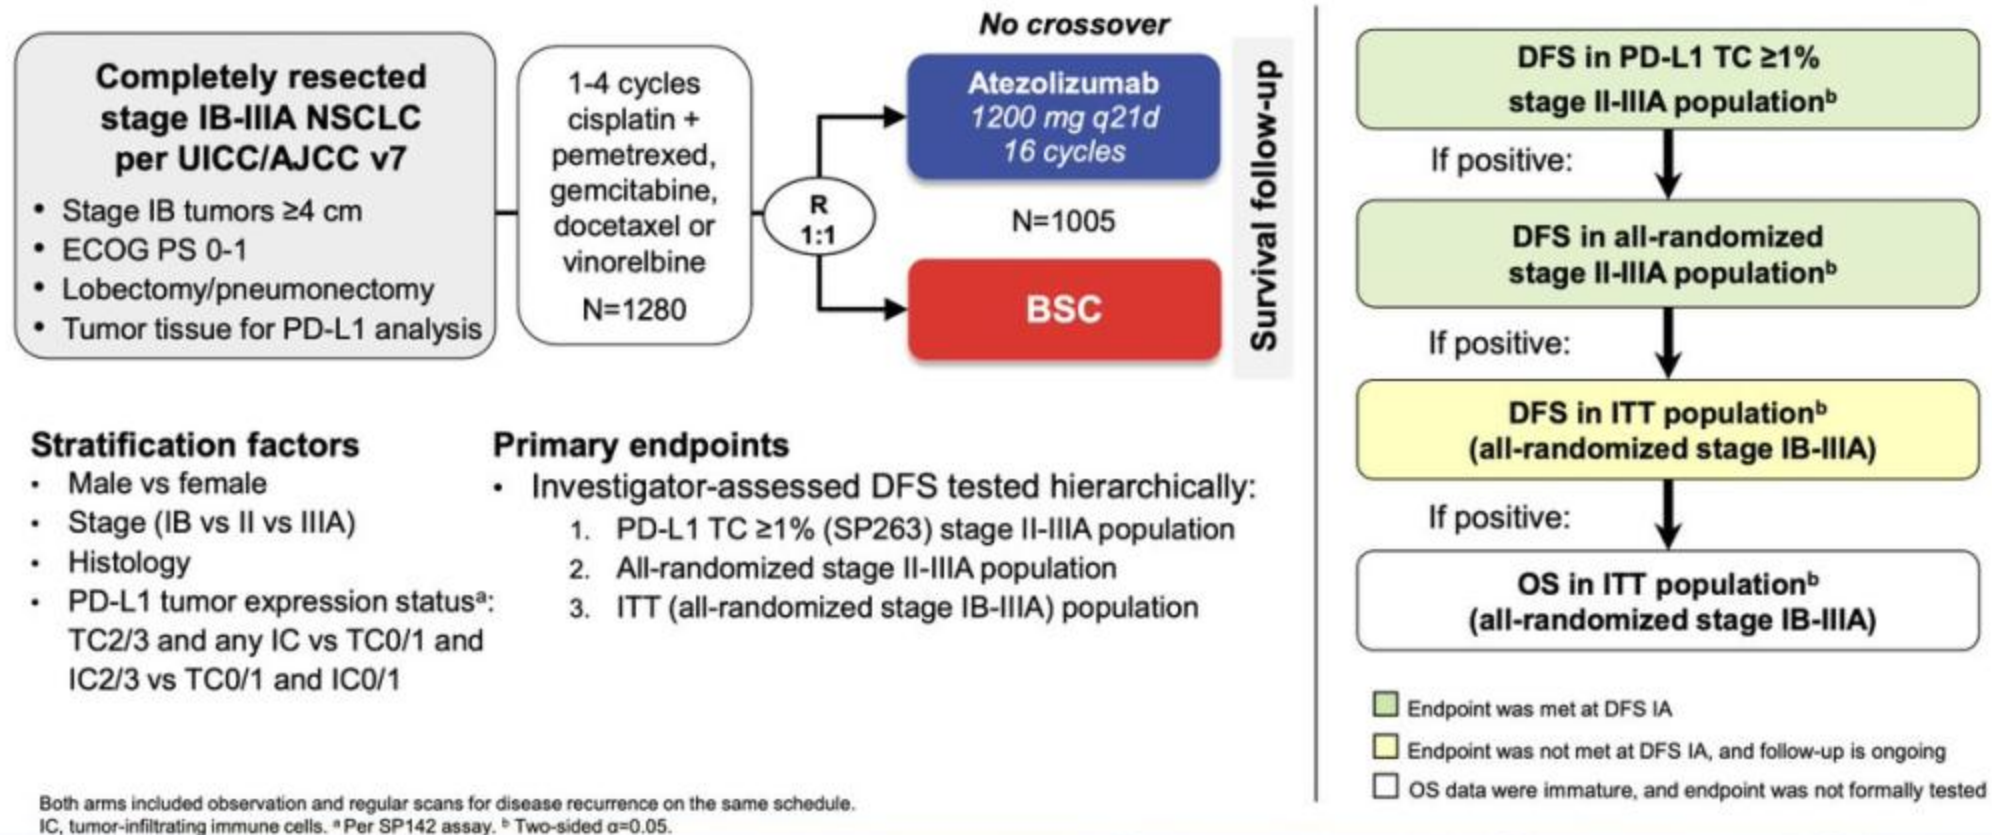 Completely resected
stage IB-IIIA NSCLC
per UICC/AJCC v7
• Stage IB tumors ≥4 cm
• ECOG PS 0-1
• Lobectomy/pneumonectomy
• Tumor tissue for PD-L1 analysis
1-4 cycles
cisplatin +
pemetrexed,
gemcitabine,
docetaxel or
vinorelbine
N=1280
R
1:1
No crossover
Atezolizumab
1200 mg q21d
16 cycles
N=1005
BSC
Survival follow-up
Stratification factors
• Male vs female
• Stage (IB vs II vs IIIA)
• Histology
• PD-L1 tumor expression statusᵃ:
TC2/3 and any IC vs TC0/1 and
IC2/3 vs TC0/1 and IC0/1
Primary endpoints
• Investigator-assessed DFS tested hierarchically:
1. PD-L1 TC ≥1% (SP263) stage II-IIIA population
2. All-randomized stage II-IIIA population
3. ITT (all-randomized stage IB-IIIA) population
Both arms included observation and regular scans for disease recurrence on the same schedule.
IC, tumor-infiltrating immune cells. ᵃ Per SP142 assay. ᵇ Two-sided α=0.05.
DFS in PD-L1 TC ≥1%
stage II-IIIA populationᵇ
If positive:
DFS in all-randomized
stage II-IIIA populationᵇ
If positive:
DFS in ITT populationᵇ
(all-randomized stage IB-IIIA)
If positive:
OS in ITT populationᵇ
(all-randomized stage IB-IIIA)
Endpoint was met at DFS IA
Endpoint was not met at DFS IA, and follow-up is ongoing
OS data were immature, and endpoint was not formally tested